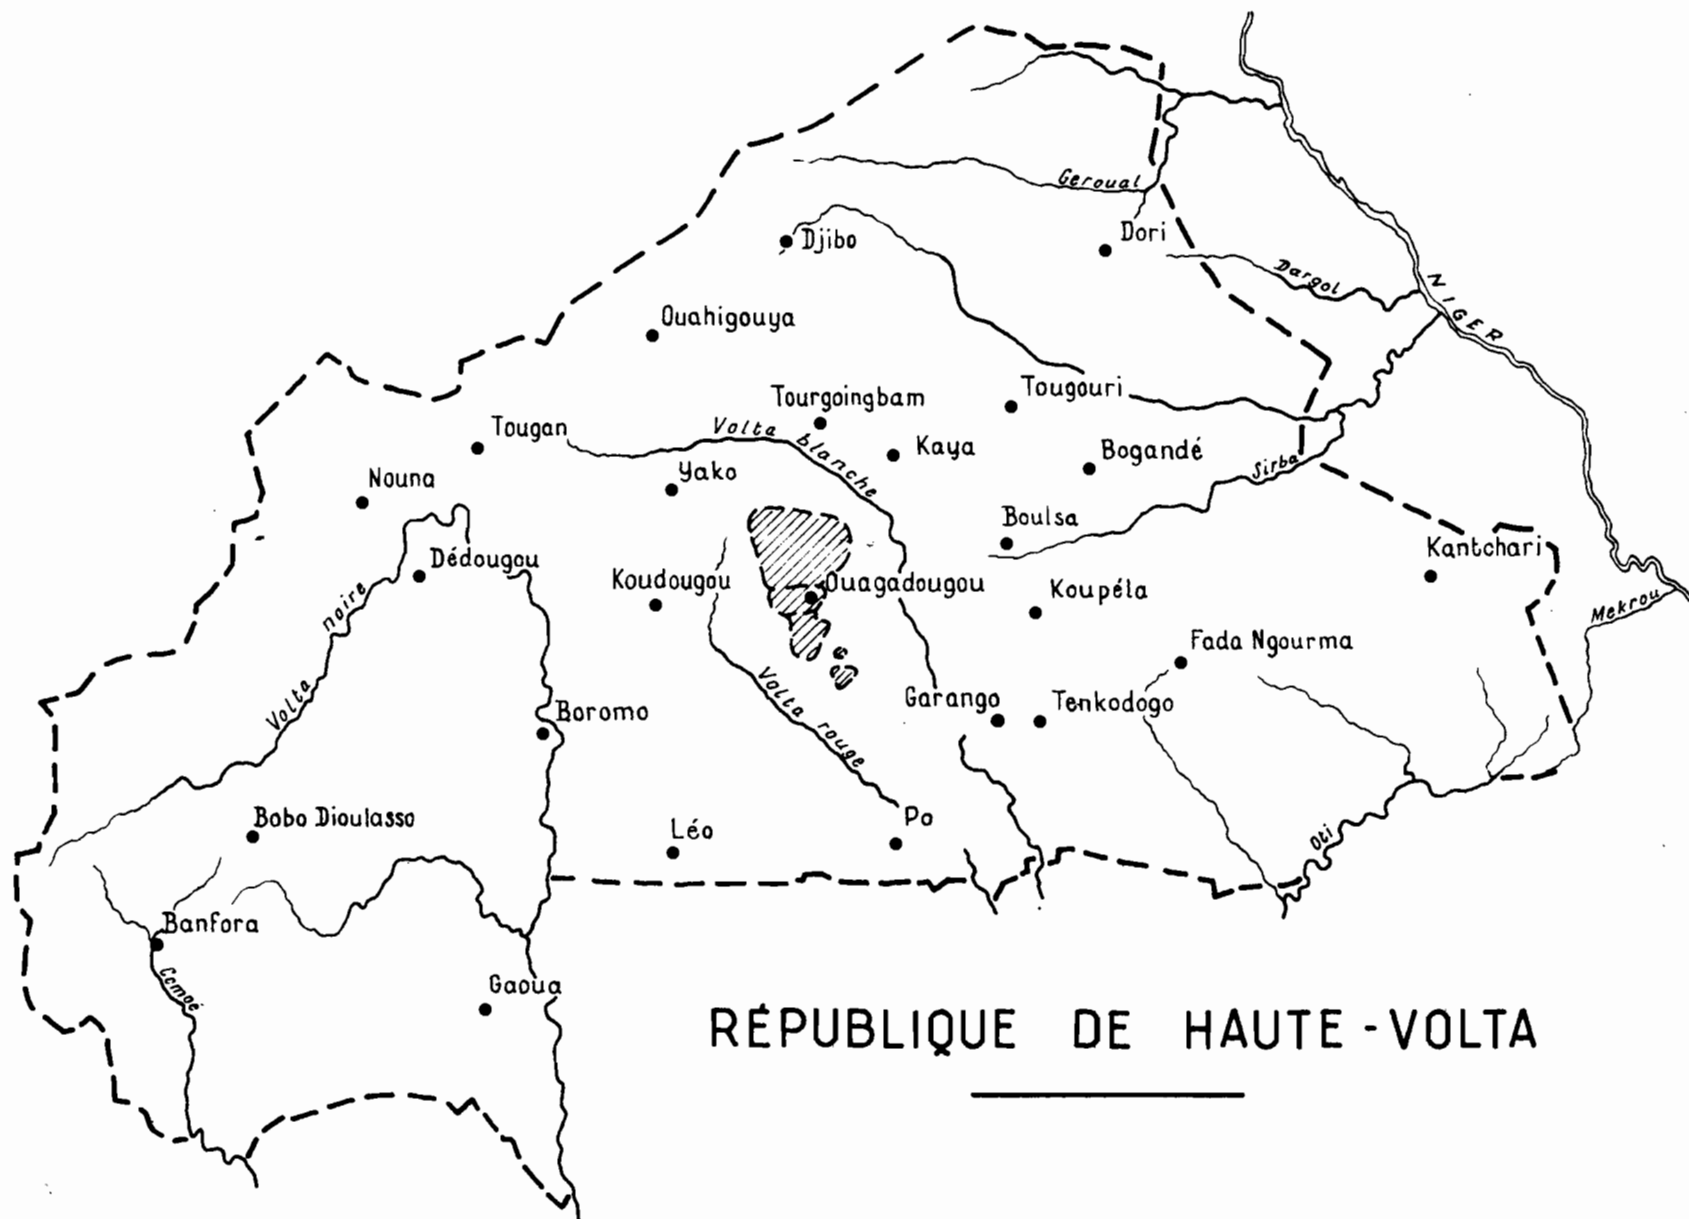 Geroual
Dori
Djibo
Dargol
NIGER
Ouahigouya
Tourgoingbam
Tougouri
Tougan
Volta blanche
Kaya
Bogandé
Sirba
Nouna
Yako
Boulsa
Kantchari
Dédougou
Koudougou
Ouagadougou
Koupéla
Mekrou
Volta noire
Fada Ngourma
Boromo
Volta rouge
Garango
Tenkodogo
Bobo Dioulasso
Léo
Po
Oti
Banfora
Comoé
Gaoua
RÉPUBLIQUE DE HAUTE-VOLTA